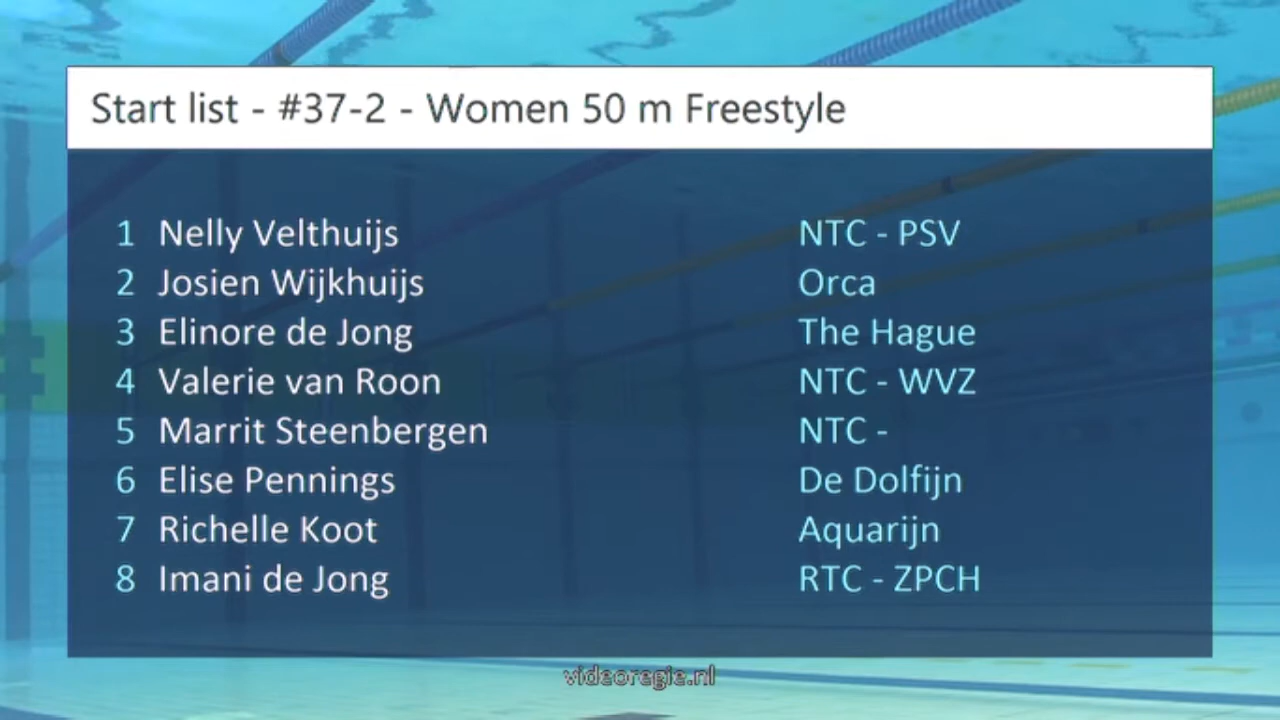 Start list - #37-2 - Women 50 m Freestyle
1 Nelly Velthuijs NTC - PSV
2 Josien Wijkhuijs Orca
3 Elinore de Jong The Hague
4 Valerie van Roon NTC - WVZ
5 Marrit Steenbergen NTC -
6 Elise Pennings De Dolfijn
7 Richelle Koot Aquarijn
8 Imani de Jong RTC - ZPCH
videoregie.nl